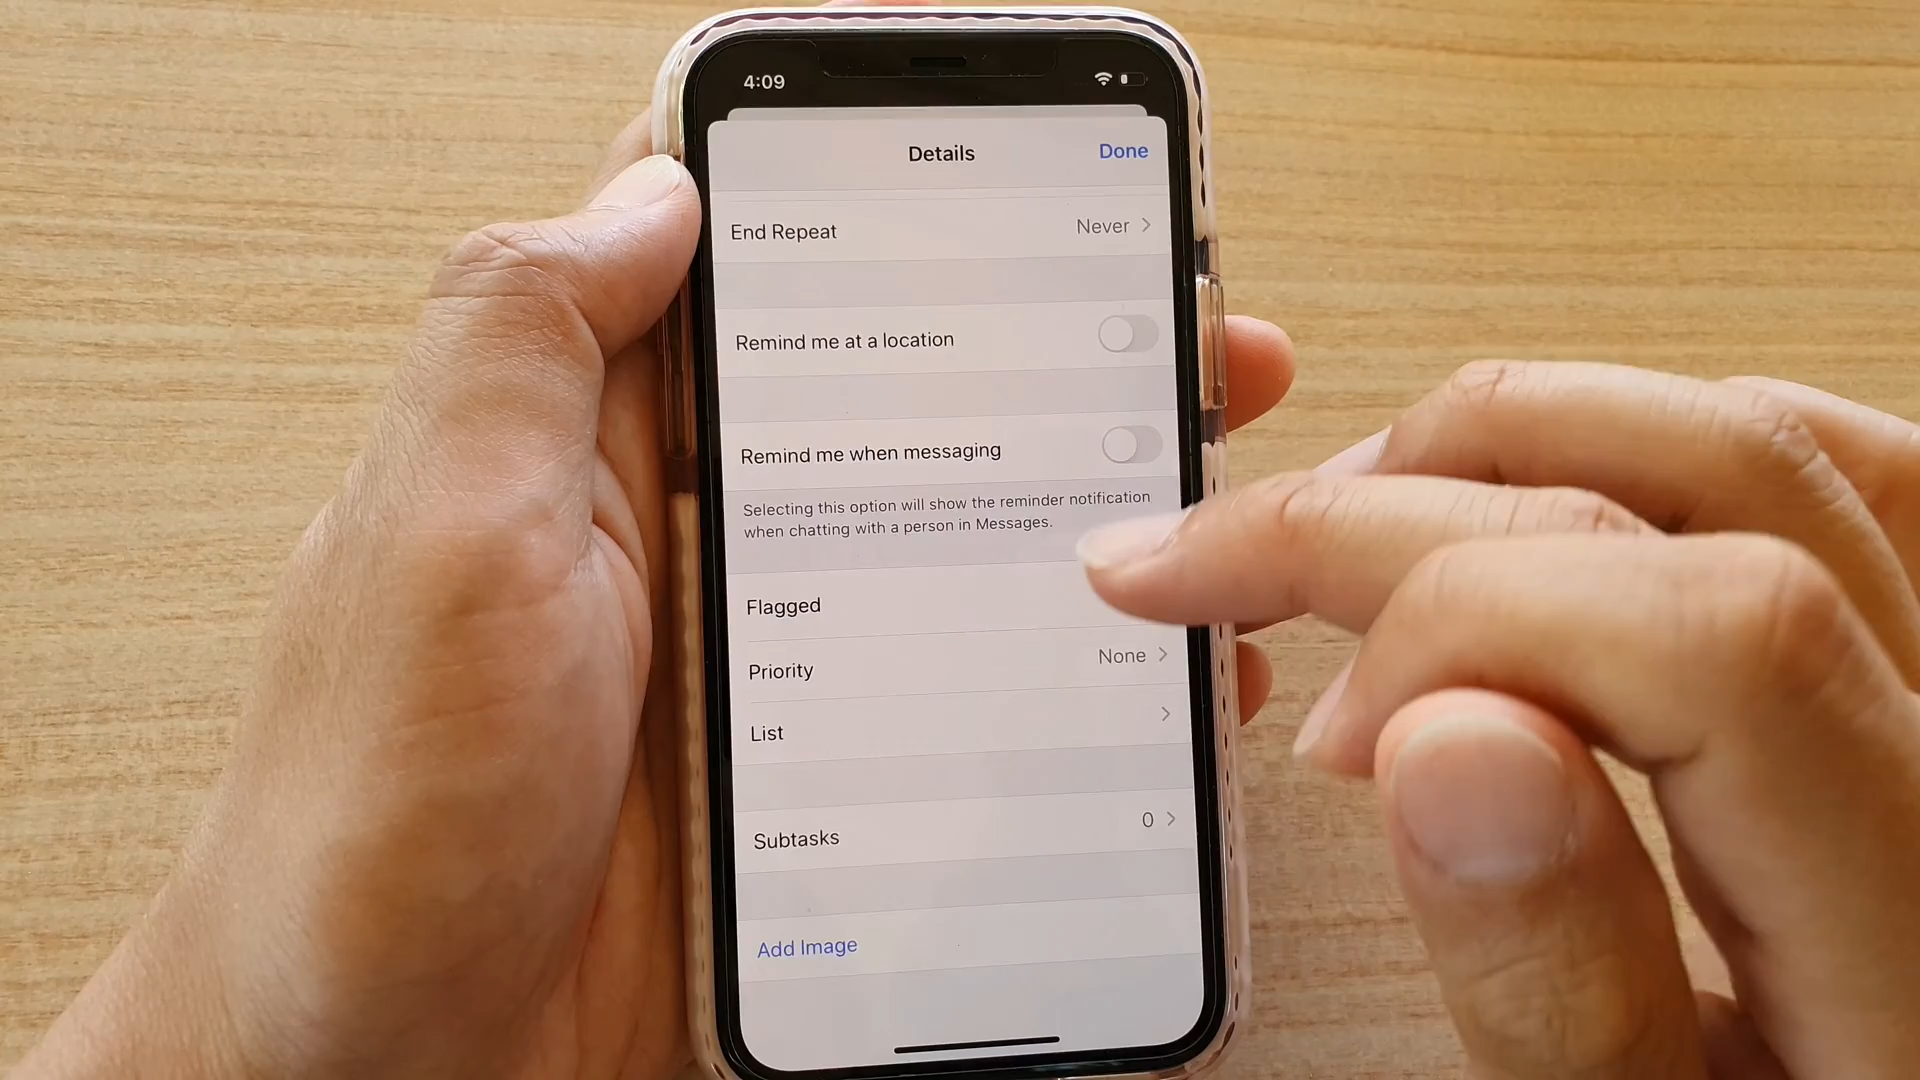 4:09
Details
Done
End Repeat
Never
Remind me at a location
Remind me when messaging
Selecting this option will show the reminder notification
when chatting with a person in Messages.
Flagged
Priority
None
List
Subtasks
0
Add Image